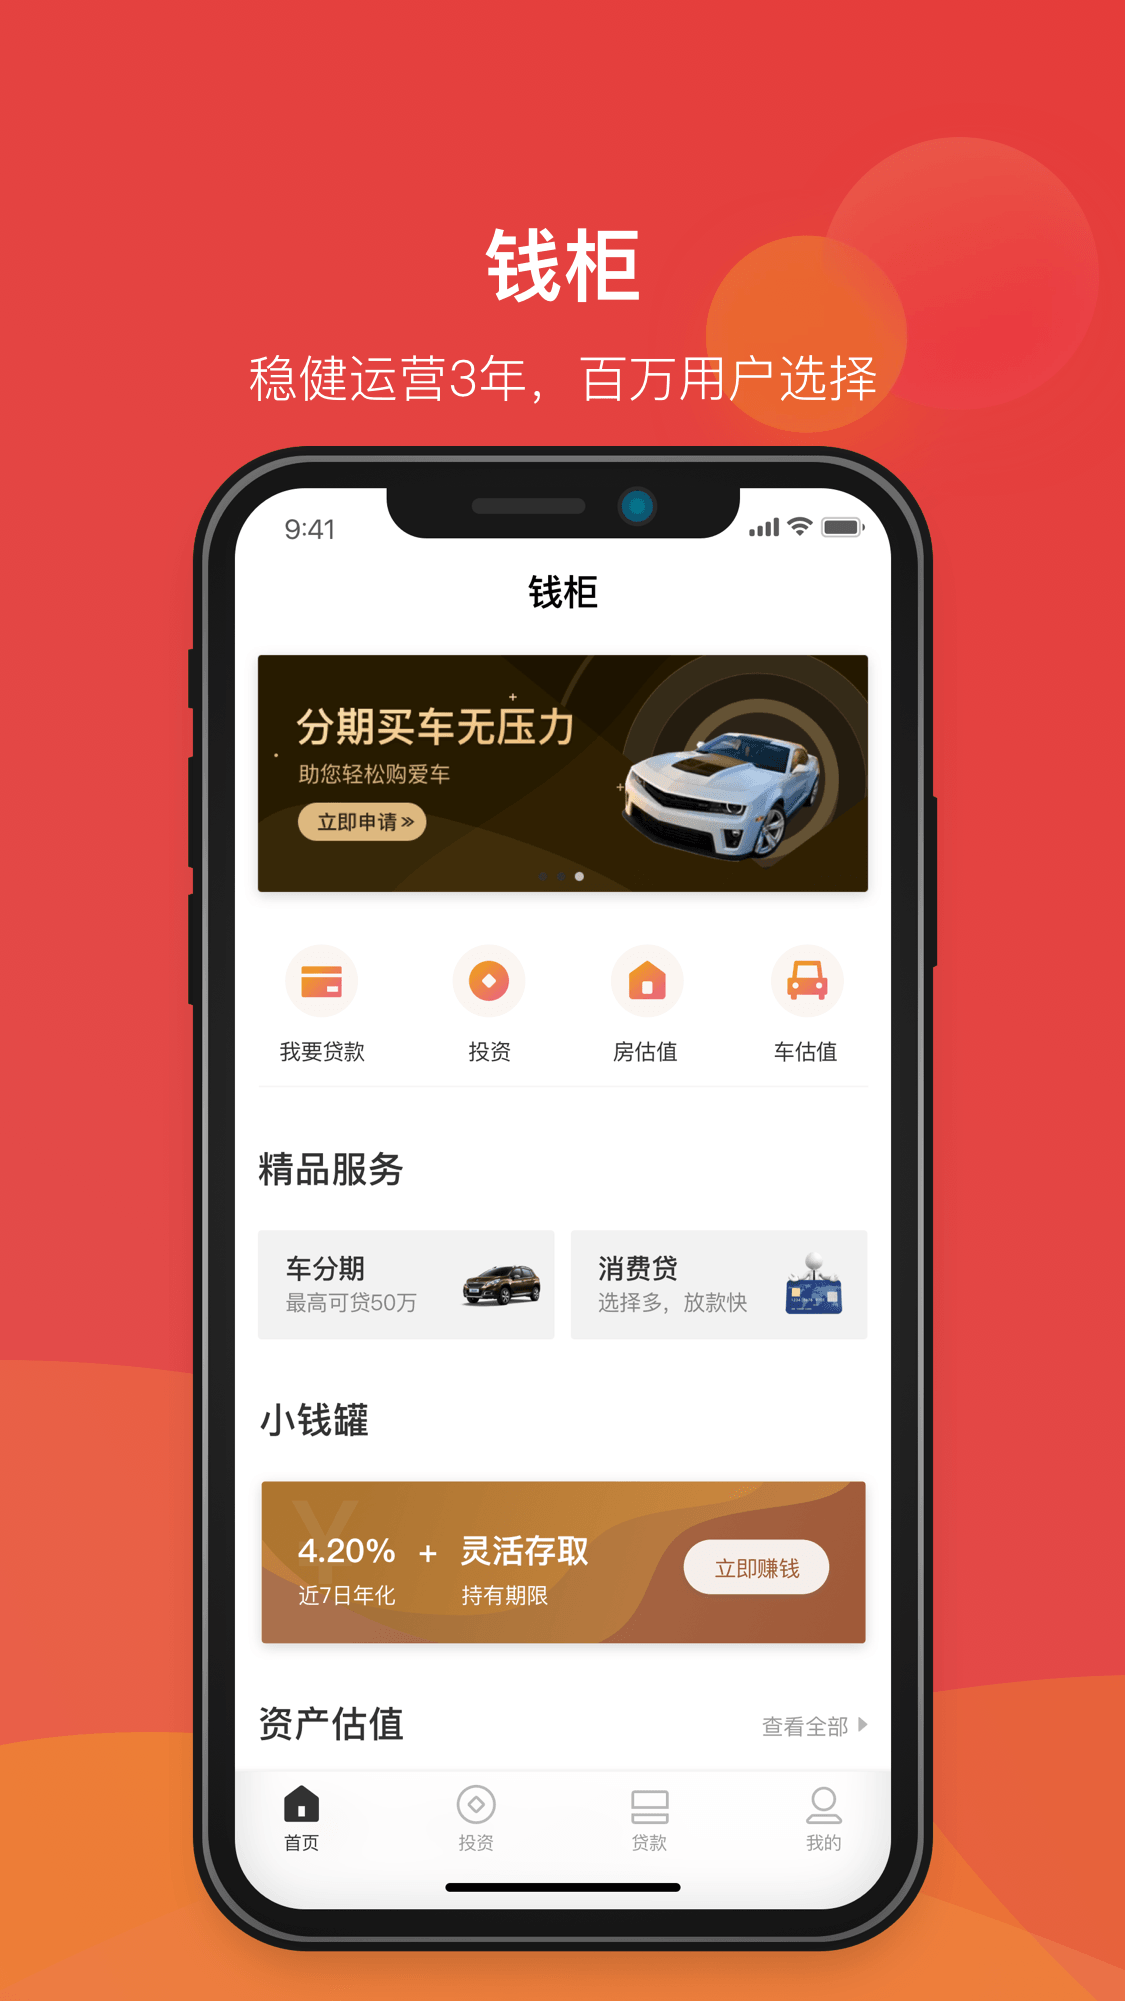 钱柜
稳健运营3年，百万用户选择
9:41
钱柜
分期买车无压力
助您轻松购爱车
立即申请 »
我要贷款
投资
房估值
车估值
精品服务
车分期
最高可贷50万
消费贷
选择多，放款快
小钱罐
4.20% + 灵活存取
近7日年化
持有期限
立即赚钱
资产估值
查看全部
首页
投资
贷款
我的